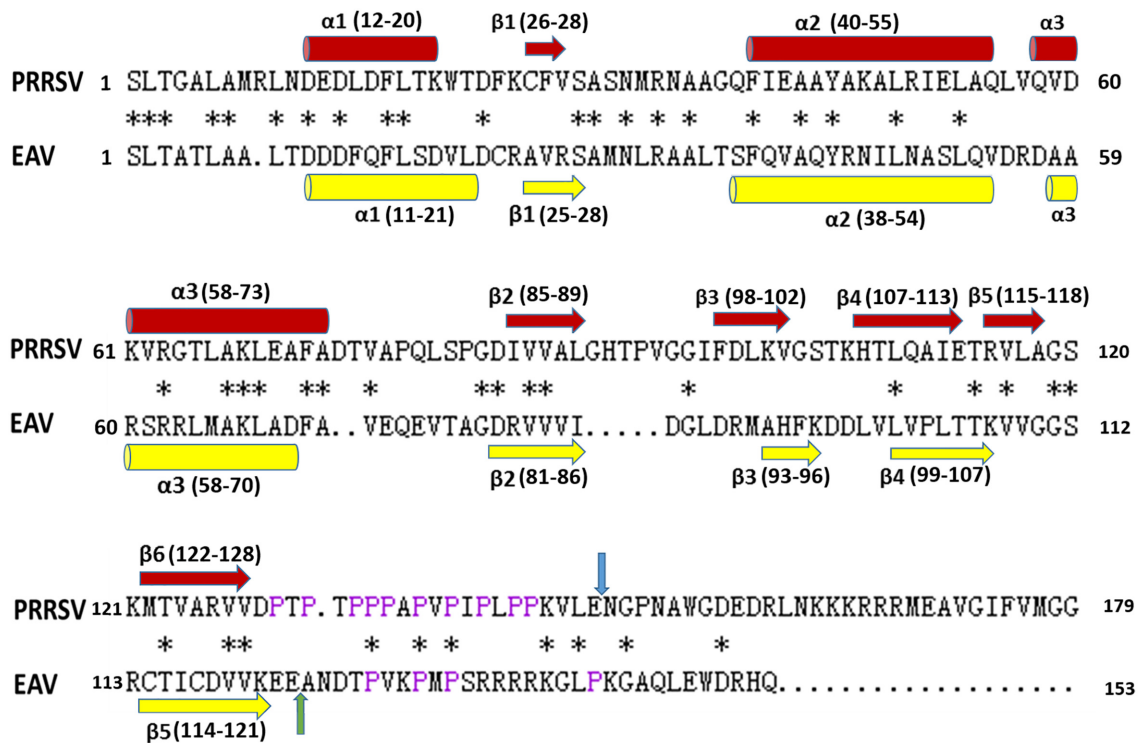 α1 (12-20) β1 (26-28) α2 (40-55) α3
PRRSV 1 SLTGALAMRLNDEDLDFLTKWTDFKCFVSASNMRNAAGQFIEAAYAKALRIELAQLVQVD 60
*** ** * * * ** * ** * * * * * * * *
EAV 1 SLTATLAA.LTDDDFQFLSDVLDCRAVRSAMNLRAALTSFQVAQYRNILNASLQVDRDAA 59
α1 (11-21) β1 (25-28) α2 (38-54) α3
α3 (58-73) β2 (85-89) β3 (98-102) β4 (107-113) β5 (115-118)
PRRSV 61 KVRGTLAKLEAFADTVAPQLSPGDIVVALGHTPVGGIFDLKVGSTKHTLQAIETRVLAGS 120
* *** ** * ** ** * * * * **
EAV 60 RSRRLMAKLADFA..VEQEVTAGDRVVVI.....DGLDRMAHFKDDLVLVPLTTKVVGGS 112
α3 (58-70) β2 (81-86) β3 (93-96) β4 (99-107)
β6 (122-128)
PRRSV 121 KMTVARVVDPTP.TPPPAPVPIPLPPKVLENGPNAWGDEDRLNKKKRRRMEAVGIFVMGG 179
* ** * * * * * * *
EAV 113 RCTICDVVKEEANDTPVKPMPSRRRRKGLPKGAQLEWDRHQ................... 153
β5 (114-121)